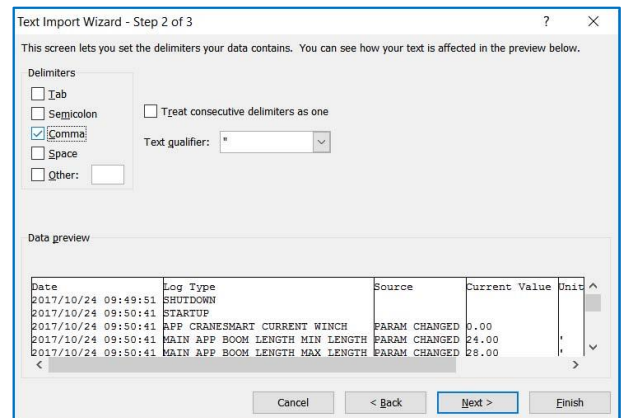 Text Import Wizard - Step 2 of 3 ? X
This screen lets you set the delimiters your data contains. You can see how your text is affected in the preview below.
Delimiters
Tab
Semicolon
Comma
Space
Other:
Treat consecutive delimiters as one
Text qualifier: "
Data preview
Date Log Type Source Current Value Unit
2017/10/24 09:49:51 SHUTDOWN
2017/10/24 09:50:41 STARTUP
2017/10/24 09:50:41 APP CRANESMART CURRENT WINCH PARAM CHANGED 0.00
2017/10/24 09:50:41 MAIN APP BOOM LENGTH MIN LENGTH PARAM CHANGED 24.00 '
2017/10/24 09:50:41 MAIN APP BOOM LENGTH MAX LENGTH PARAM CHANGED 28.00 '
Cancel < Back Next > Finish